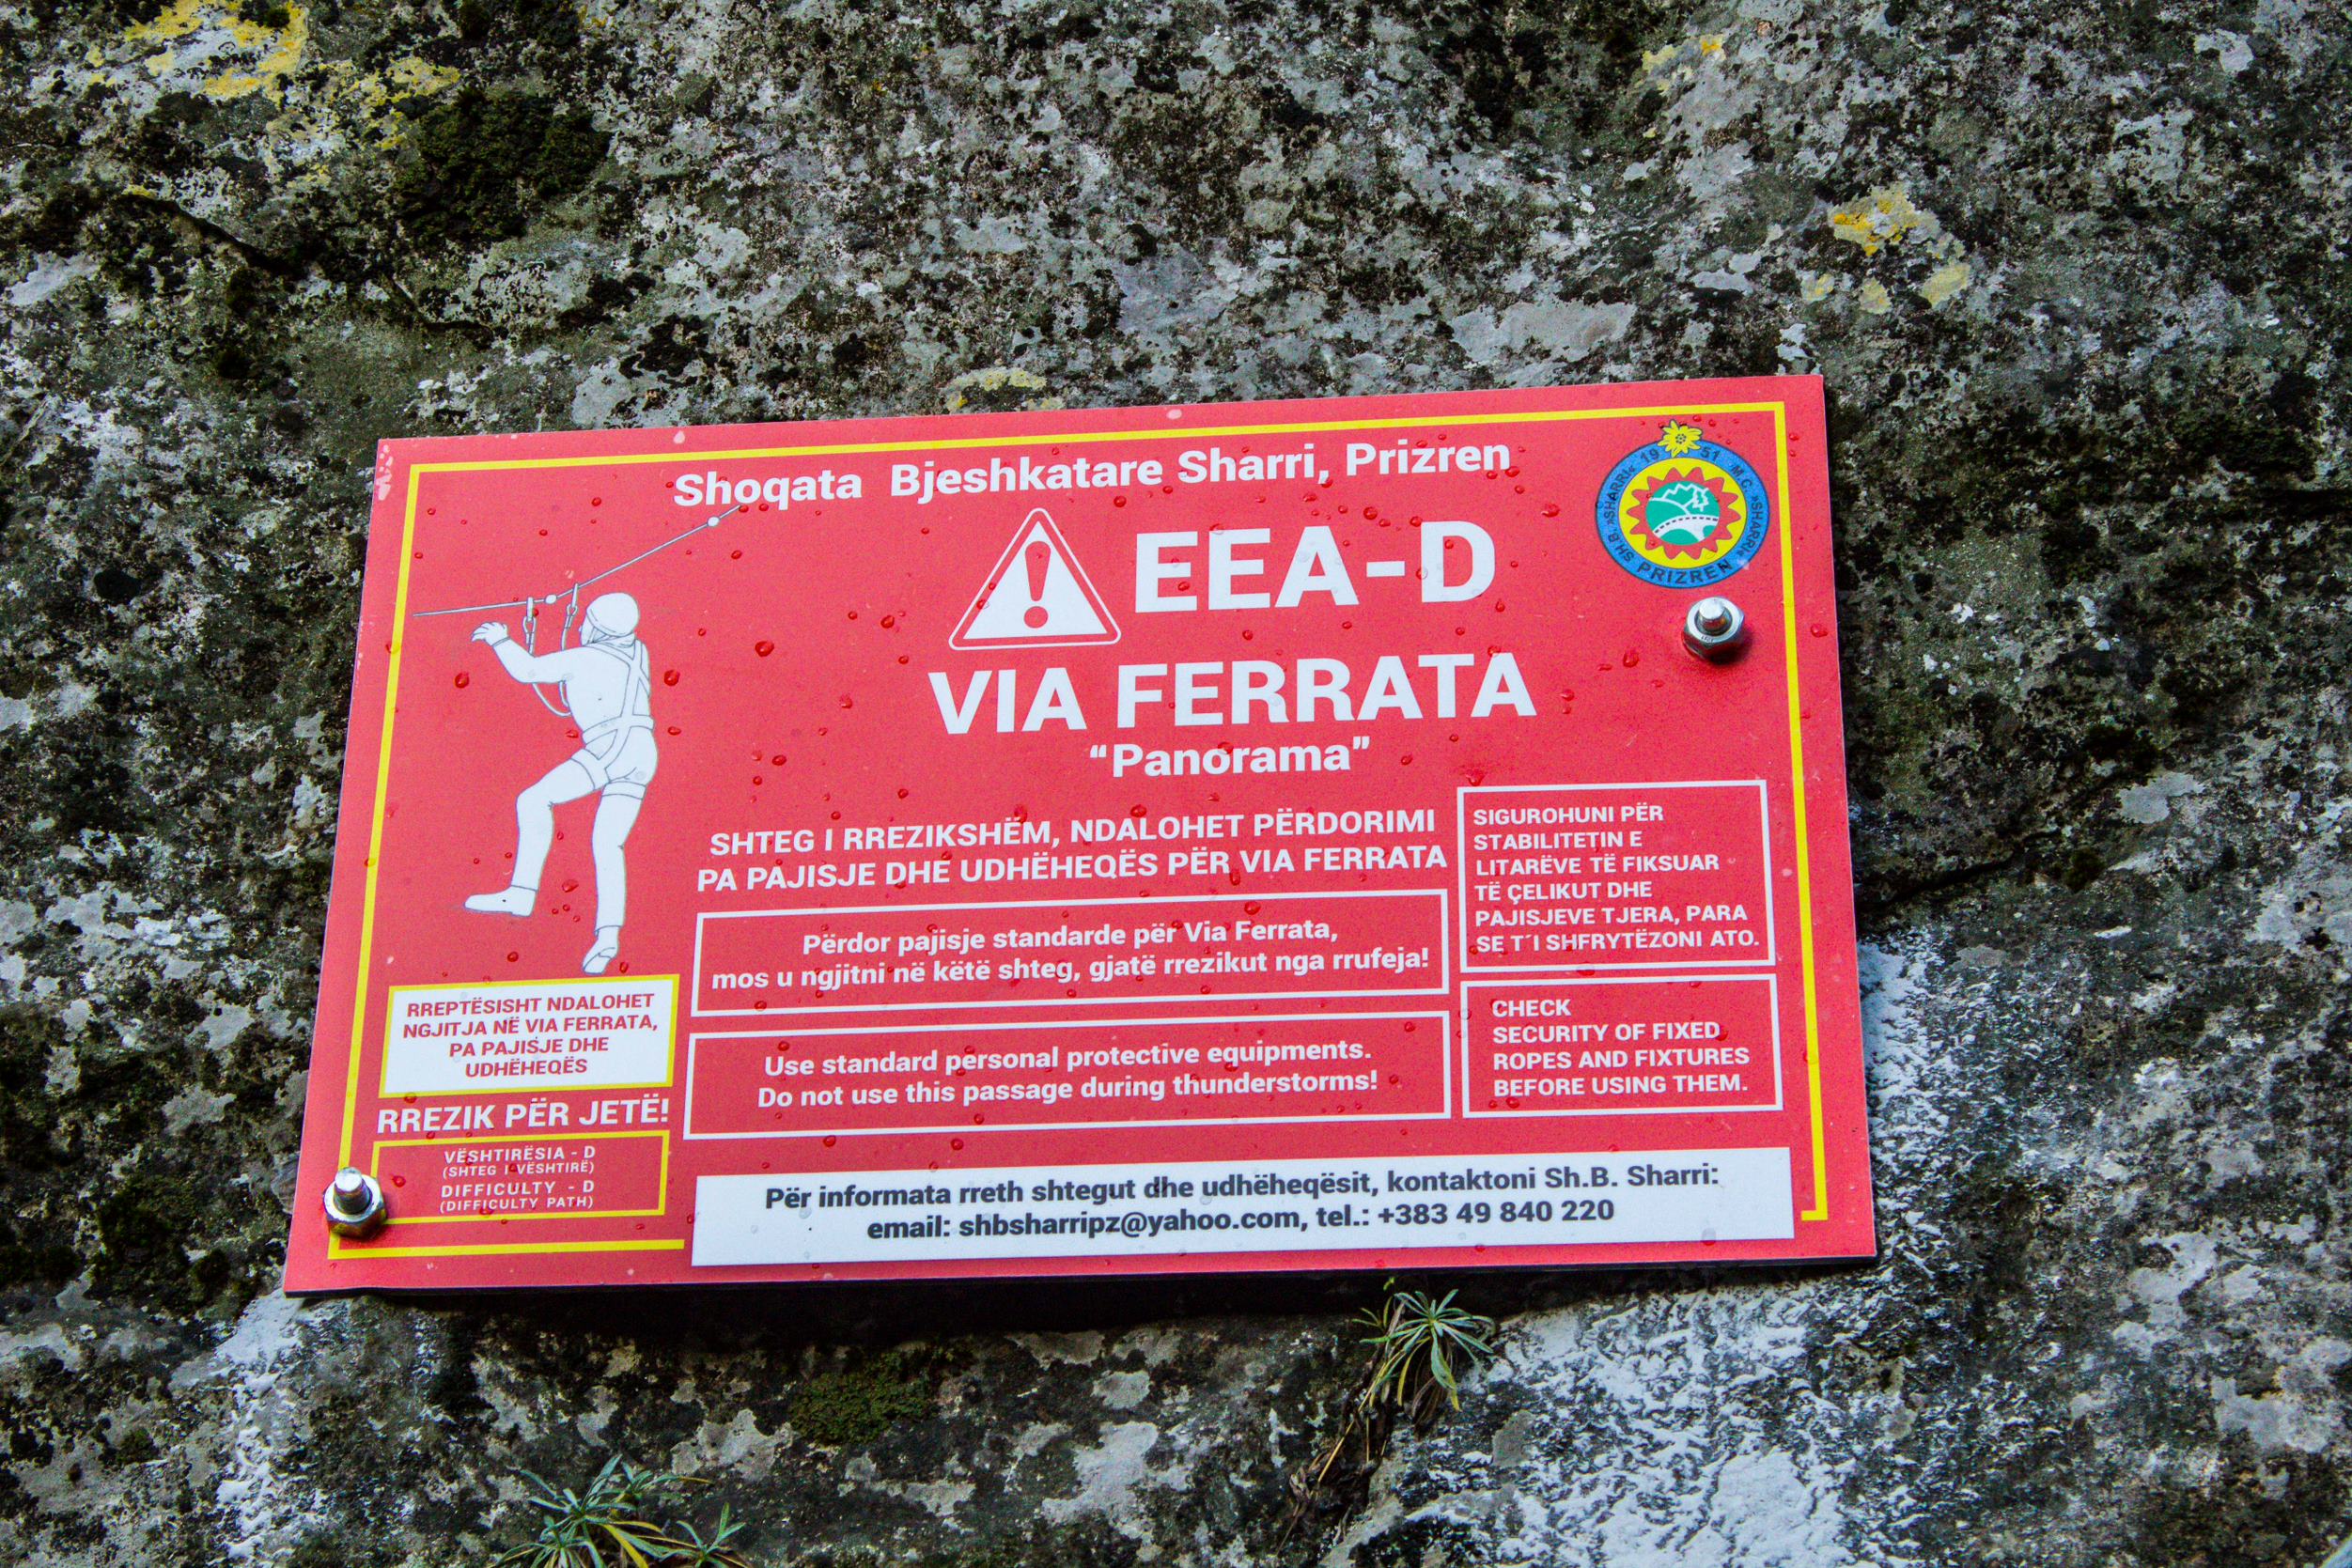 Shoqata Bjeshkatare Sharri, Prizren
SH.B. »SHARRI« 1951 M.C. »SHARRI«
PRIZREN
EEA-D
VIA FERRATA
“Panorama”
SHTEG I RREZIKSHËM, NDALOHET PËRDORIMI
PA PAJISJE DHE UDHËHEQËS PËR VIA FERRATA
Përdor pajisje standarde për Via Ferrata,
mos u ngjitni në këtë shteg, gjatë rrezikut nga rrufeja!
Use standard personal protective equipments.
Do not use this passage during thunderstorms!
SIGUROHUNI PËR
STABILITETIN E
LITARËVE TË FIKSUAR
TË ÇELIKUT DHE
PAJISJEVE TJERA, PARA
SE T´I SHFRYTËZONI ATO.
CHECK
SECURITY OF FIXED
ROPES AND FIXTURES
BEFORE USING THEM.
RREPTËSISHT NDALOHET
NGJITJA NË VIA FERRATA,
PA PAJISJE DHE
UDHËHEQËS
RREZIK PËR JETË!
VËSHTIRËSIA - D
(SHTEG I VËSHTIRË)
DIFFICULTY - D
(DIFFICULTY PATH)
Për informata rreth shtegut dhe udhëheqësit, kontaktoni Sh.B. Sharri:
email: shbsharripz@yahoo.com, tel.: +383 49 840 220